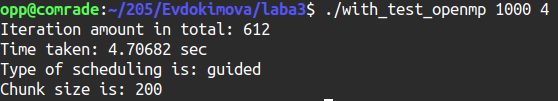 opp@comrade:~/205/Evdokimova/laba3$ ./with_test_openmp 1000 4
Iteration amount in total: 612
Time taken: 4.70682 sec
Type of scheduling is: guided
Chunk size is: 200